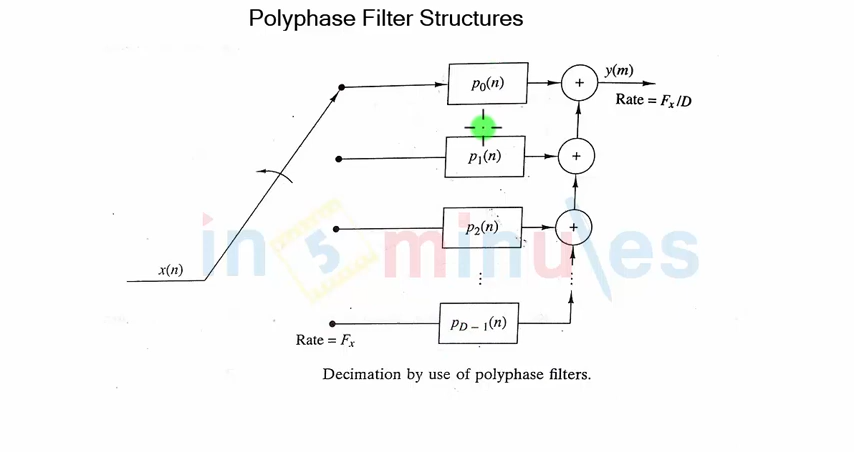 Polyphase Filter Structures
p₀(n)
+
y(m)
Rate = Fₓ/D
p₁(n)
+
p₂(n)
+
in 5 minutes
x(n)
⋮
⋮
p_D – 1(n)
Rate = Fₓ
Decimation by use of polyphase filters.